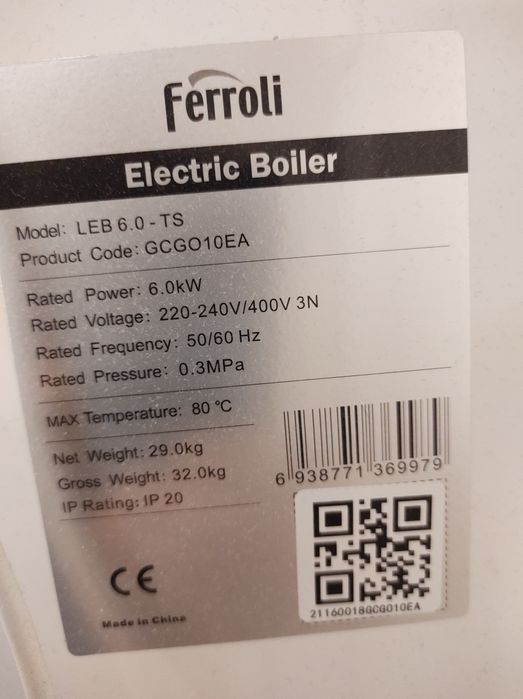 Ferroli
Electric Boiler
Model: LEB 6.0 - TS
Product Code: GCGO10EA
Rated Power: 6.0kW
Rated Voltage: 220-240V/400V 3N
Rated Frequency: 50/60 Hz
Rated Pressure: 0.3MPa
MAX Temperature: 80 °C
Net Weight: 29.0kg
Gross Weight: 32.0kg
IP Rating: IP 20
6 938771 369979
CE
21160018GCGO10EA
Made in China